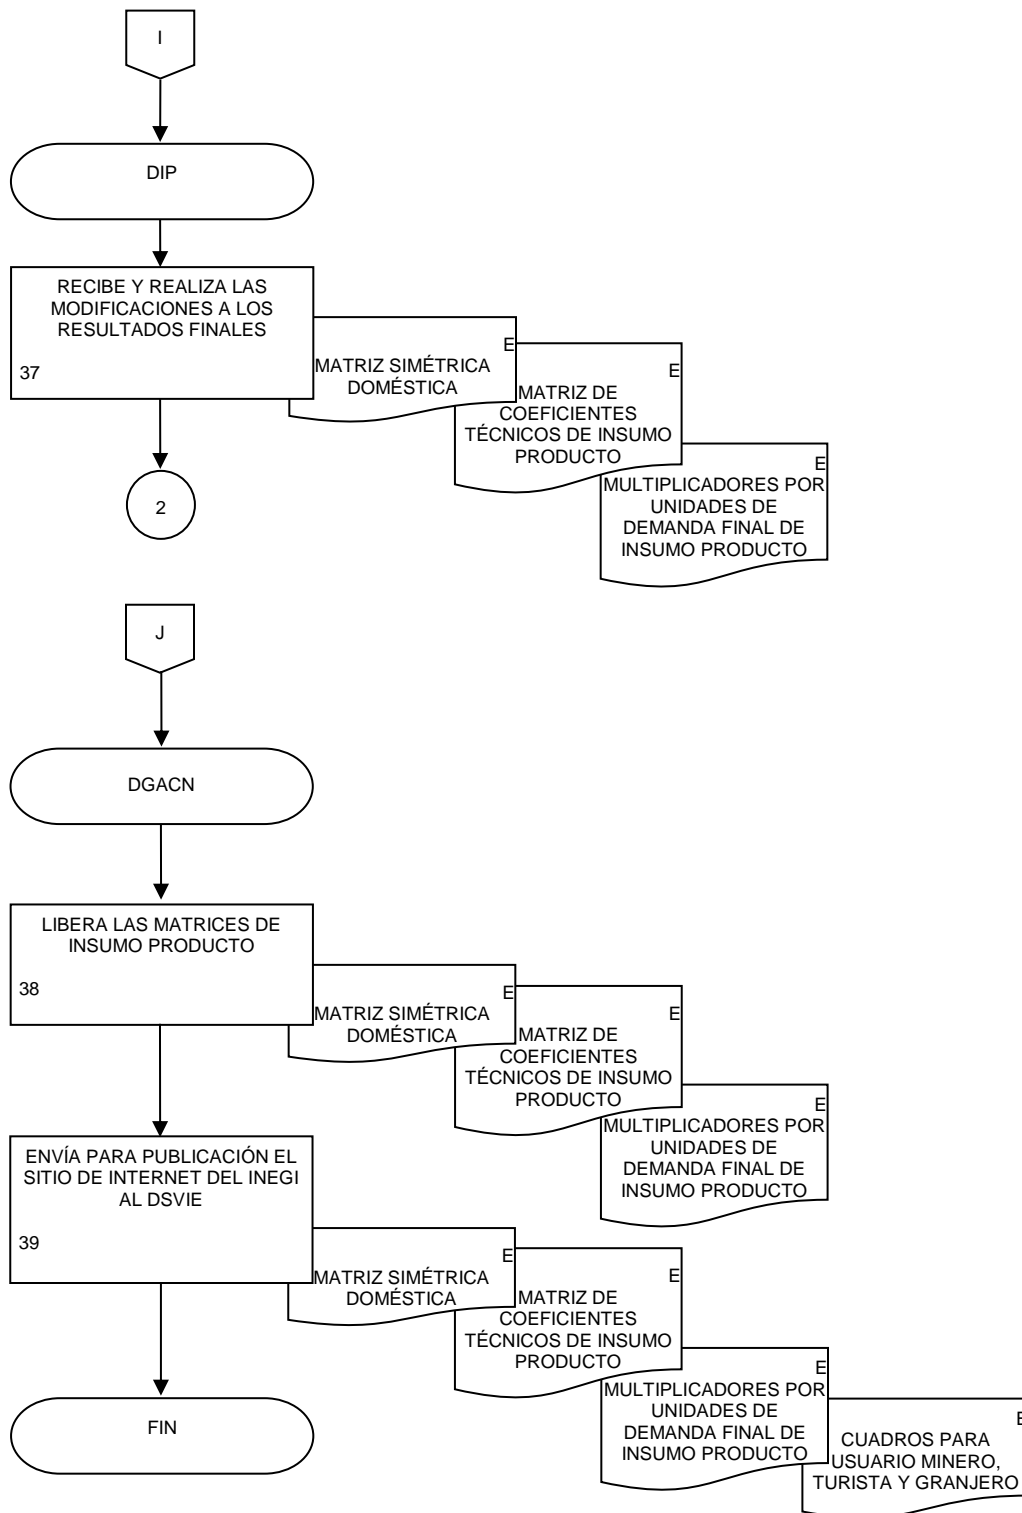 I
DIP
RECIBE Y REALIZA LAS
MODIFICACIONES A LOS
RESULTADOS FINALES
37
E
MATRIZ SIMÉTRICA
DOMÉSTICA
E
MATRIZ DE
COEFICIENTES
TÉCNICOS DE INSUMO
PRODUCTO
E
MULTIPLICADORES POR
UNIDADES DE
DEMANDA FINAL DE
INSUMO PRODUCTO
2
J
DGACN
LIBERA LAS MATRICES DE
INSUMO PRODUCTO
38
E
MATRIZ SIMÉTRICA
DOMÉSTICA
E
MATRIZ DE
COEFICIENTES
TÉCNICOS DE INSUMO
PRODUCTO
E
MULTIPLICADORES POR
UNIDADES DE
DEMANDA FINAL DE
INSUMO PRODUCTO
ENVÍA PARA PUBLICACIÓN EL
SITIO DE INTERNET DEL INEGI
AL DSVIE
39
E
MATRIZ SIMÉTRICA
DOMÉSTICA
E
MATRIZ DE
COEFICIENTES
TÉCNICOS DE INSUMO
PRODUCTO
E
MULTIPLICADORES POR
UNIDADES DE
DEMANDA FINAL DE
INSUMO PRODUCTO
E
CUADROS PARA
USUARIO MINERO,
TURISTA Y GRANJERO
FIN